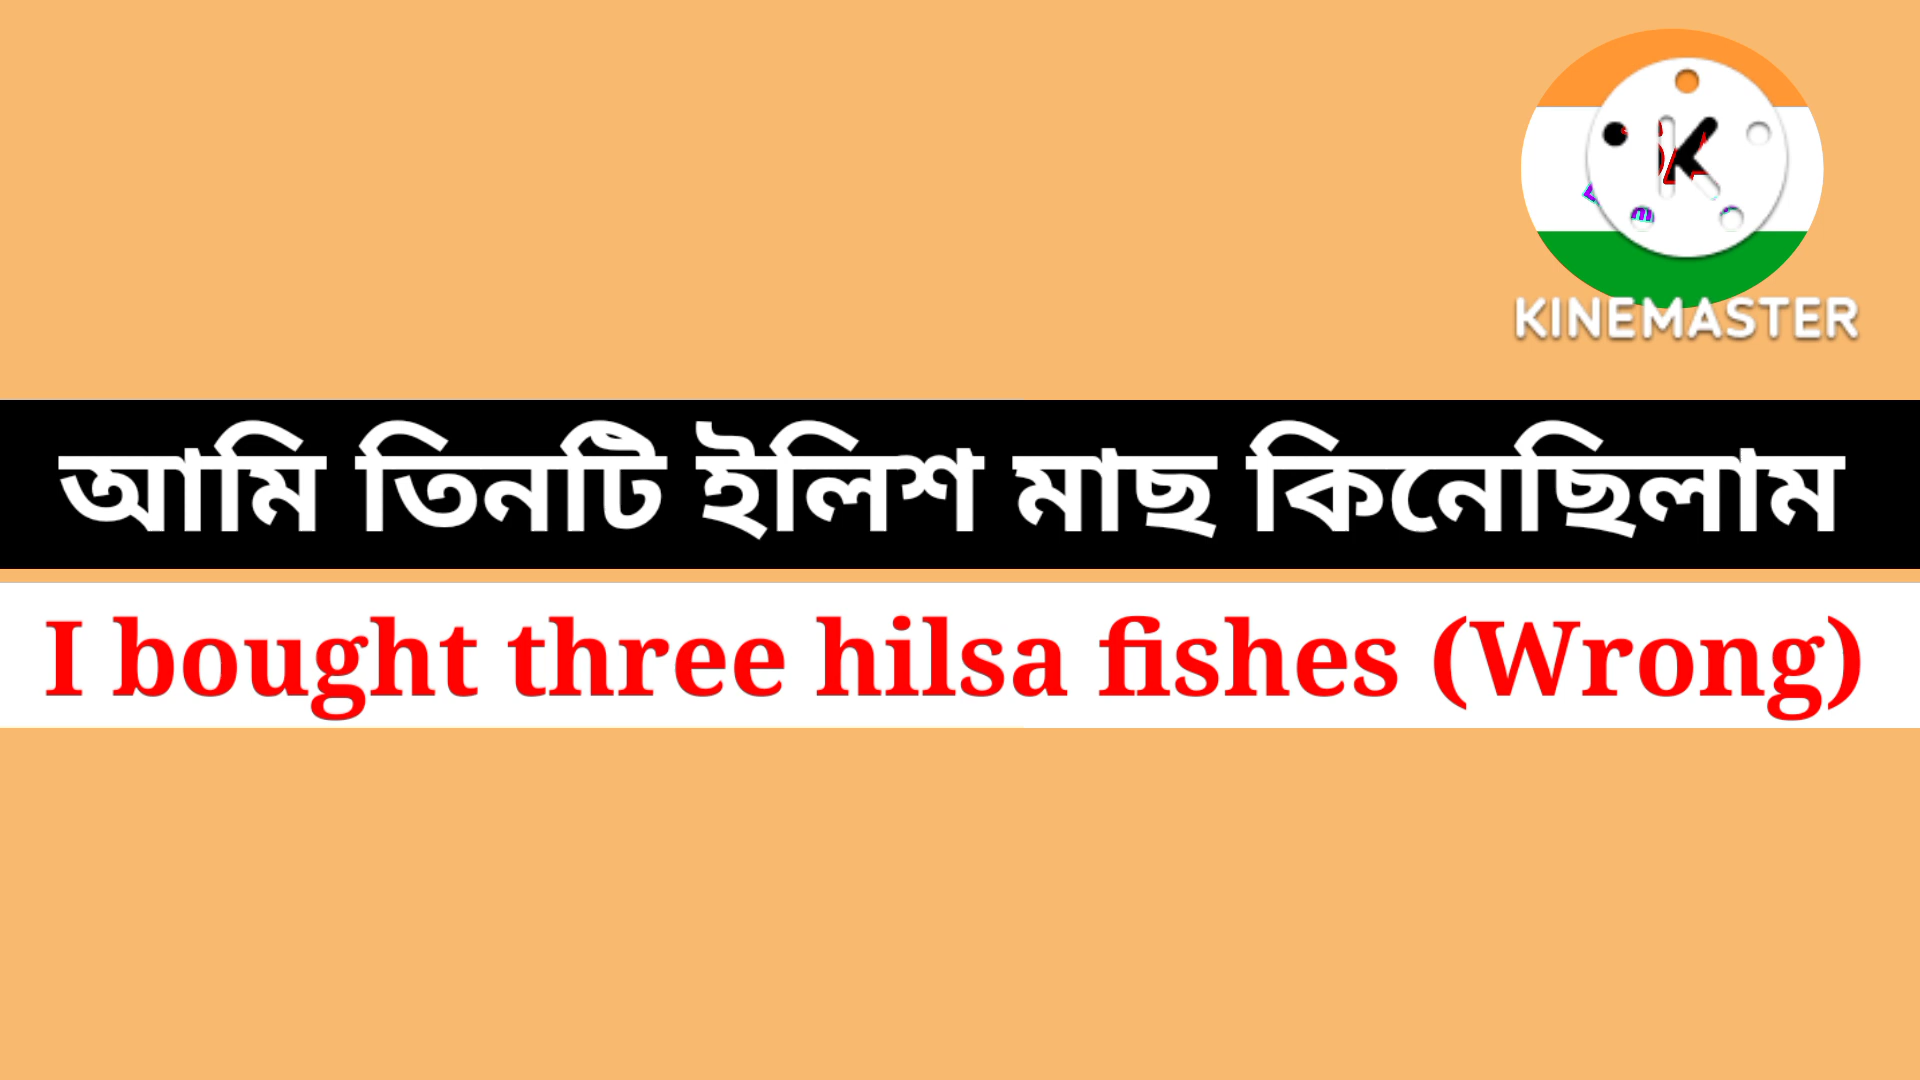 KINEMASTER
আমি তিনটি ইলিশ মাছ কিনেছিলাম
I bought three hilsa fishes (Wrong)